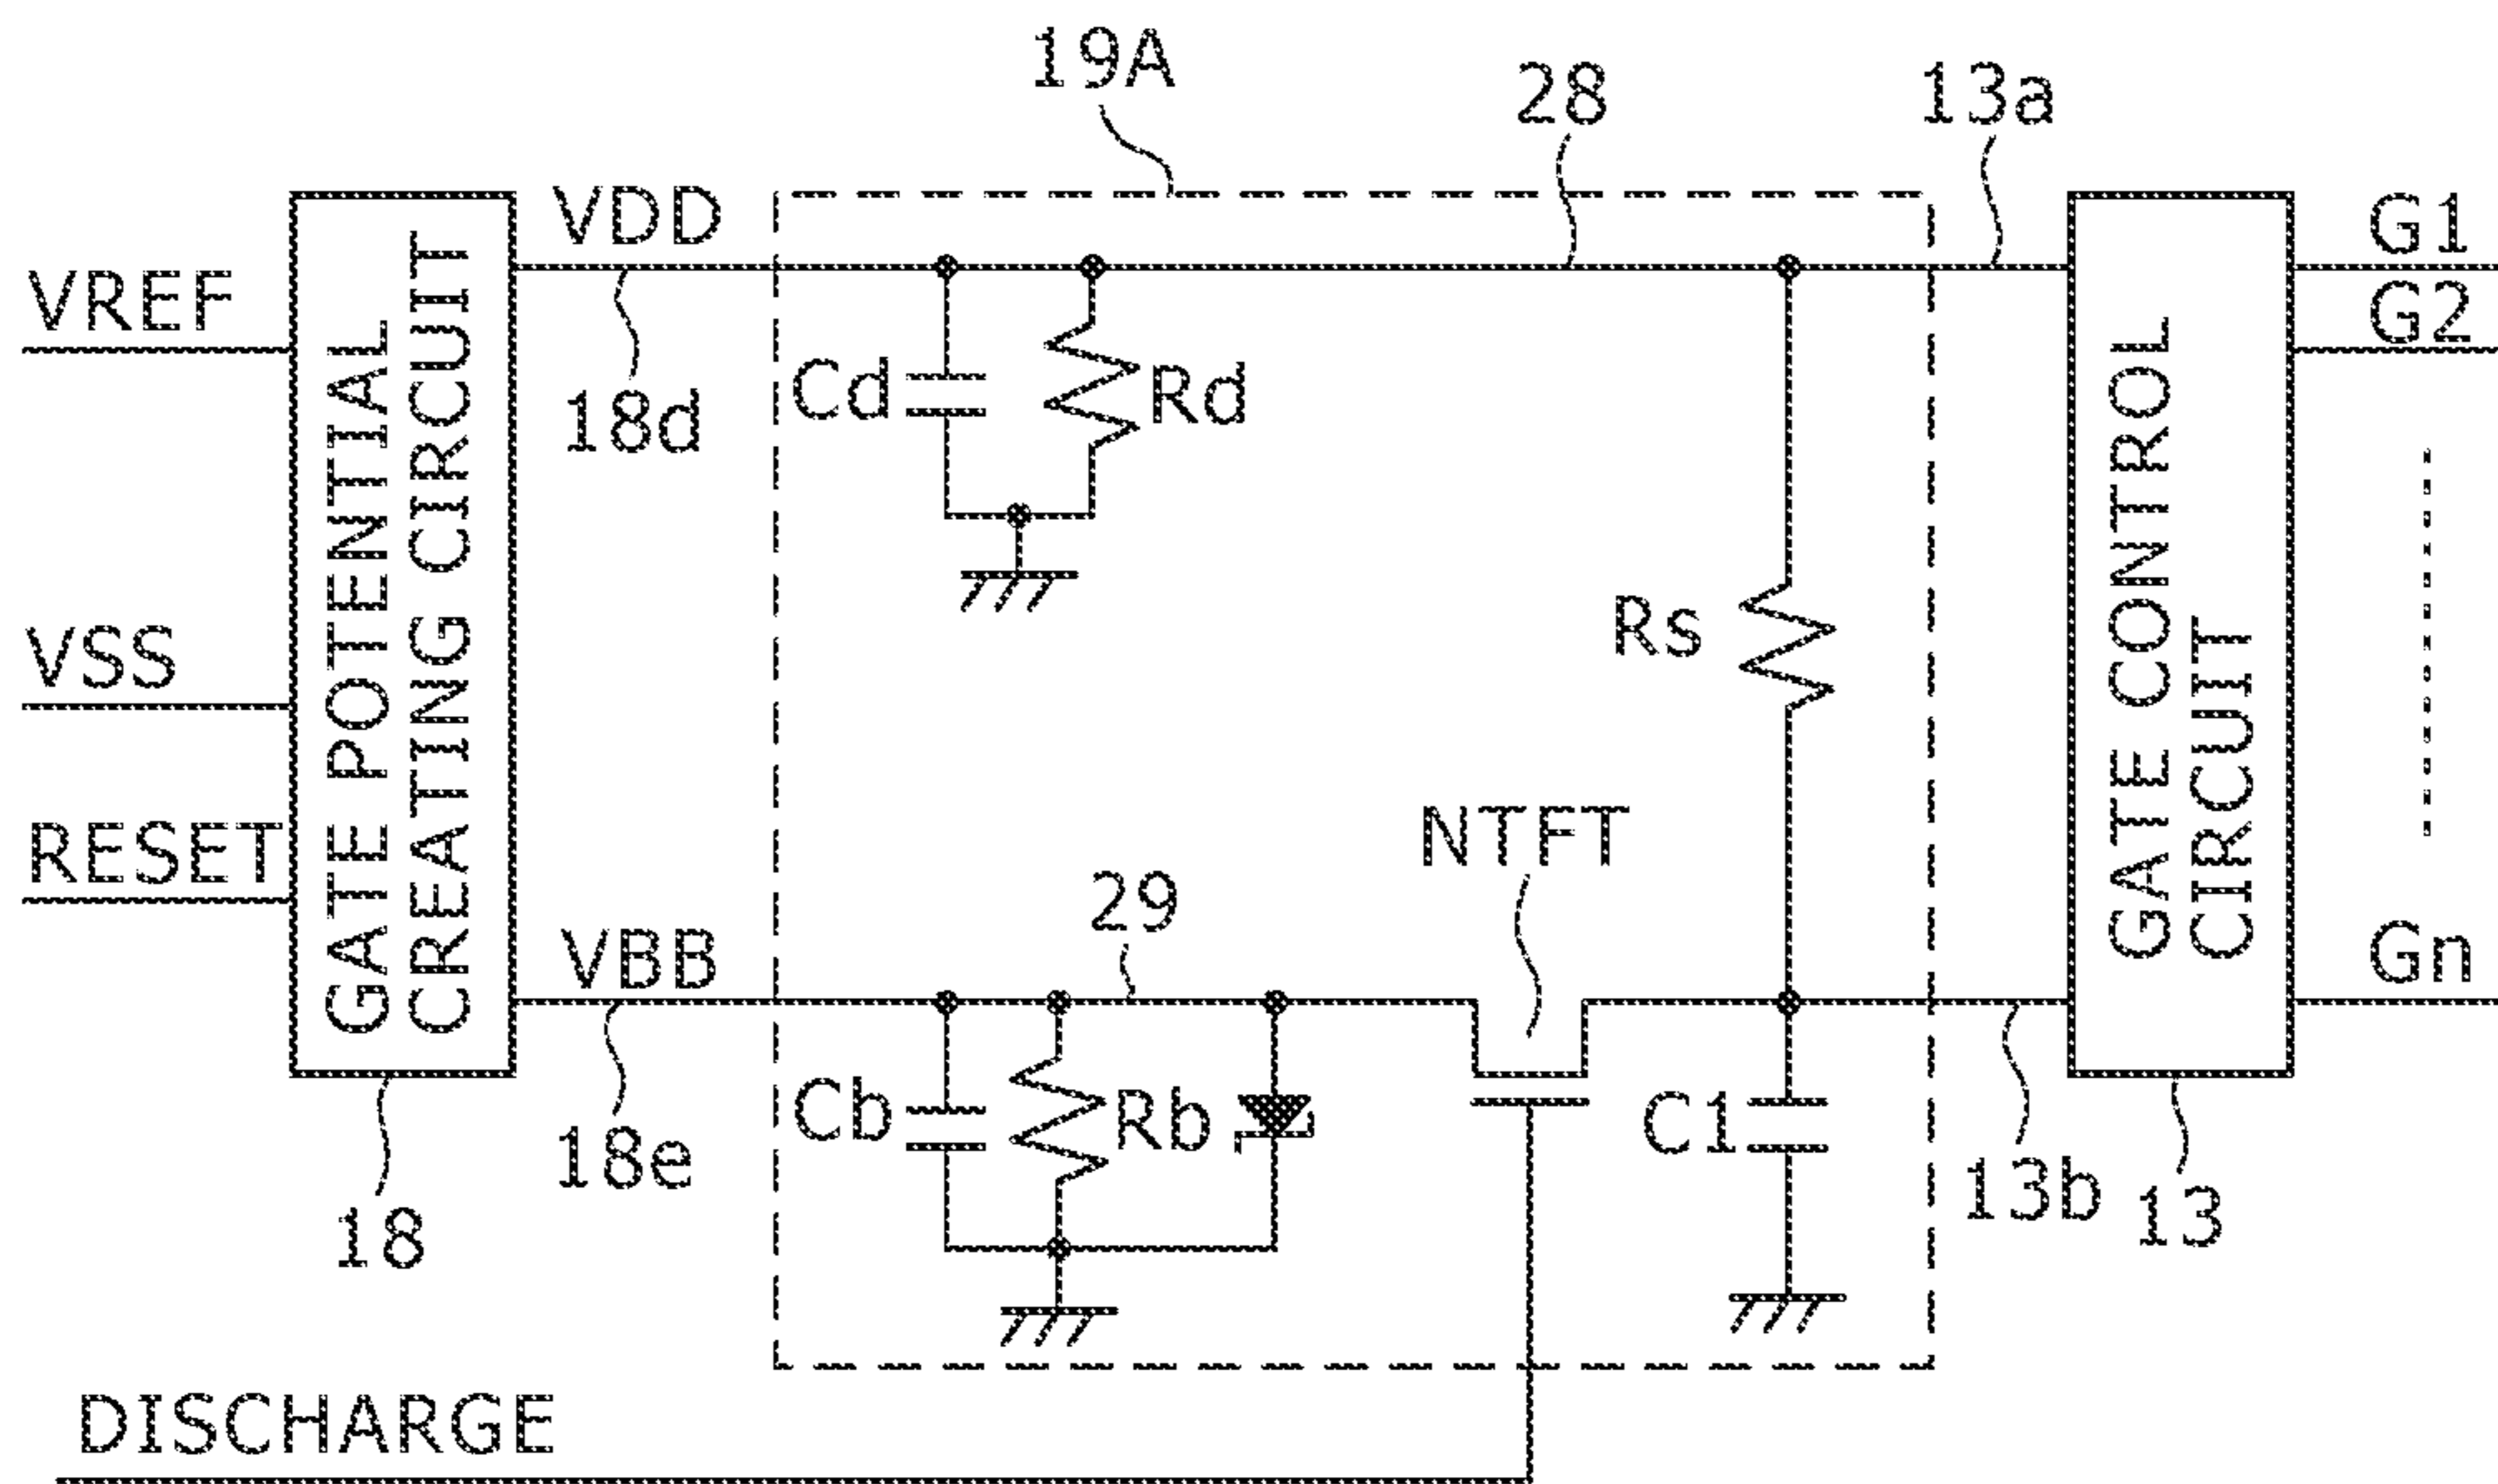 19A
28
13a
VDD
VREF
G1
G2
Cd
Rd
18d
GATE POTENTIAL
CREATING CIRCUIT
GATE CONTROL
CIRCUIT
Rs
VSS
NTFT
RESET
29
VBB
Gn
Cb
Rb
C1
18e
13b
13
18
DISCHARGE